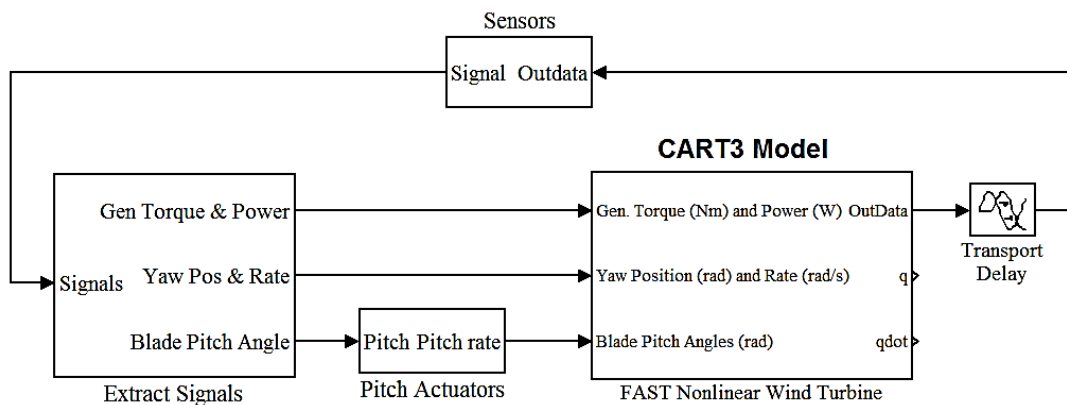 Sensors
Signal Outdata
CART3 Model
Gen Torque & Power
Yaw Pos & Rate
Signals
Blade Pitch Angle
Extract Signals
Pitch Pitch rate
Pitch Actuators
Gen. Torque (Nm) and Power (W) OutData
Yaw Position (rad) and Rate (rad/s)
q
Blade Pitch Angles (rad)
qdot
FAST Nonlinear Wind Turbine
Transport
Delay